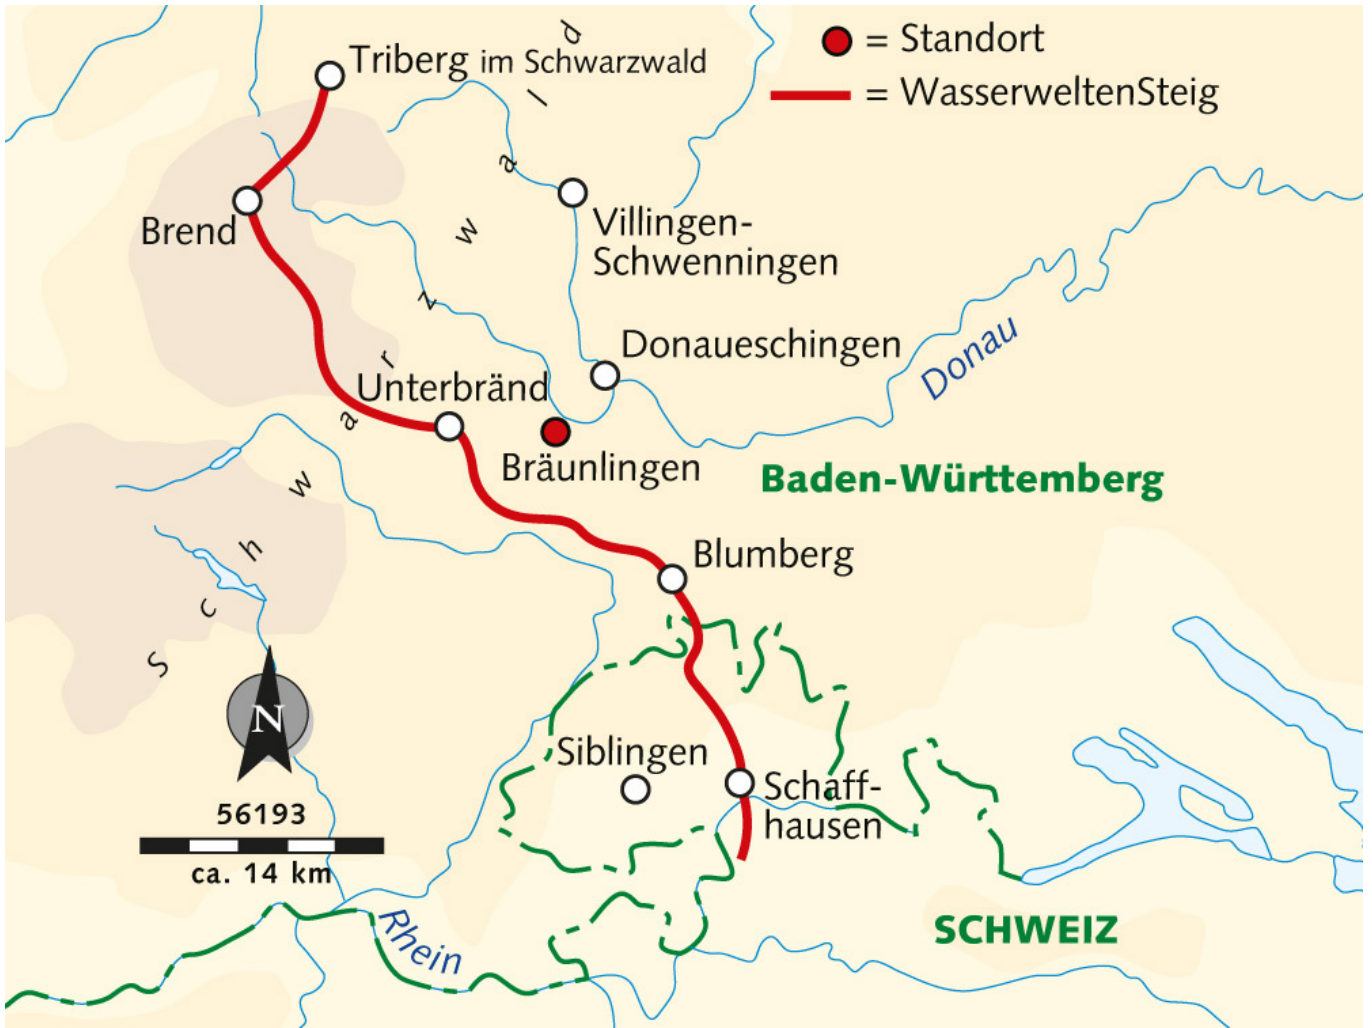 = Standort
= WasserweltenSteig
Triberg im Schwarzwald
Brend
Villingen-
Schwenningen
Donaueschingen
Donau
Unterbränd
Bräunlingen
Baden-Württemberg
Schwarzwald
Blumberg
Siblingen
Schaff-
hausen
N
56193
ca. 14 km
Rhein
SCHWEIZ